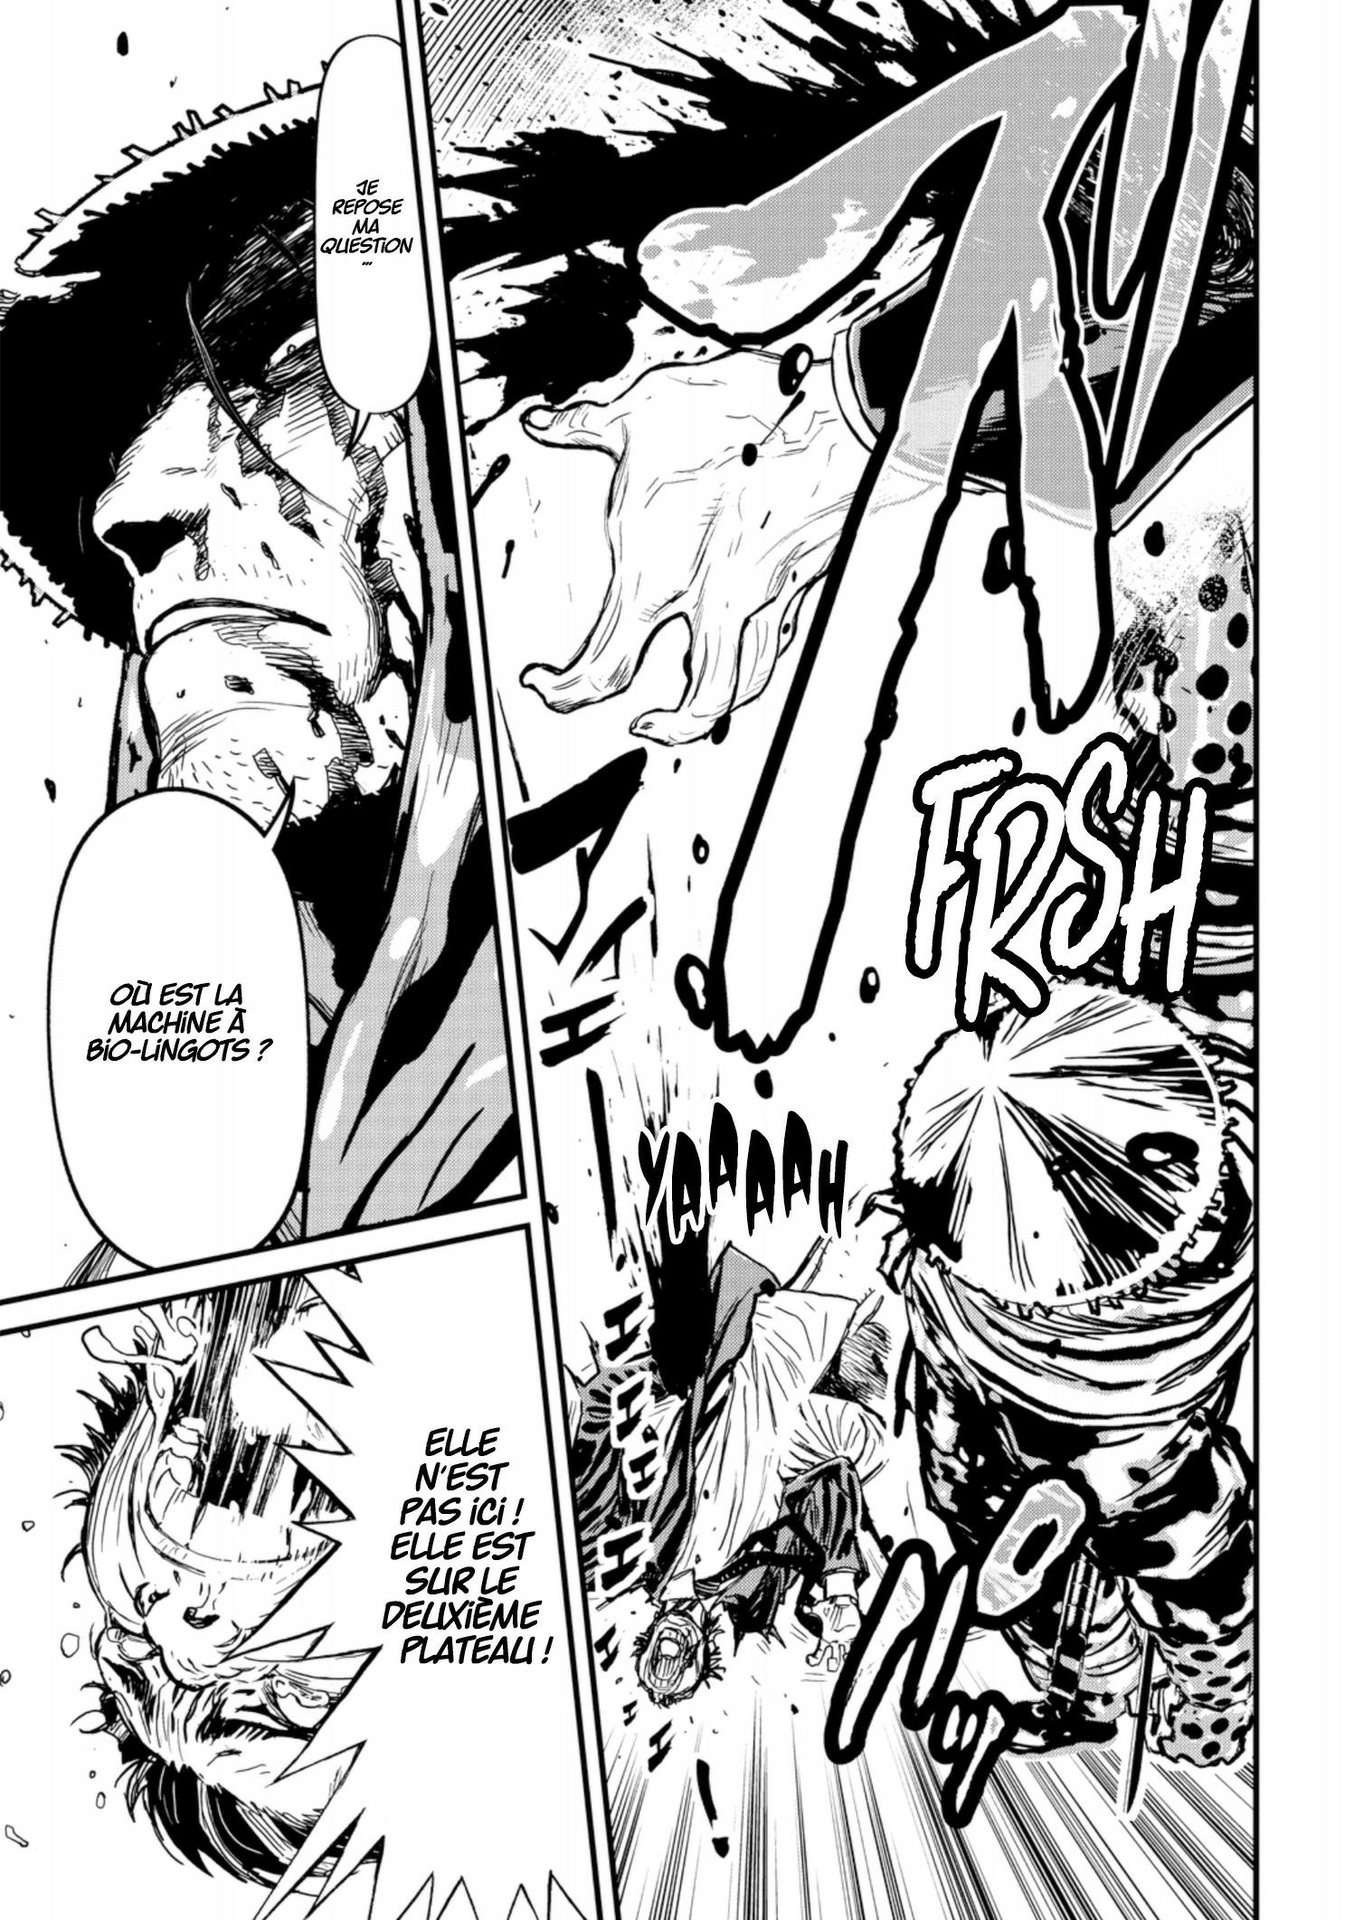 FRSH
YAAAAAH
JE
REPOSE
MA
QUESTION
...
OÙ EST LA
MACHINE À
BIO-LINGOTS ?
ELLE
N'EST
PAS ICI !
ELLE EST
SUR LE
DEUXIÈME
PLATEAU !